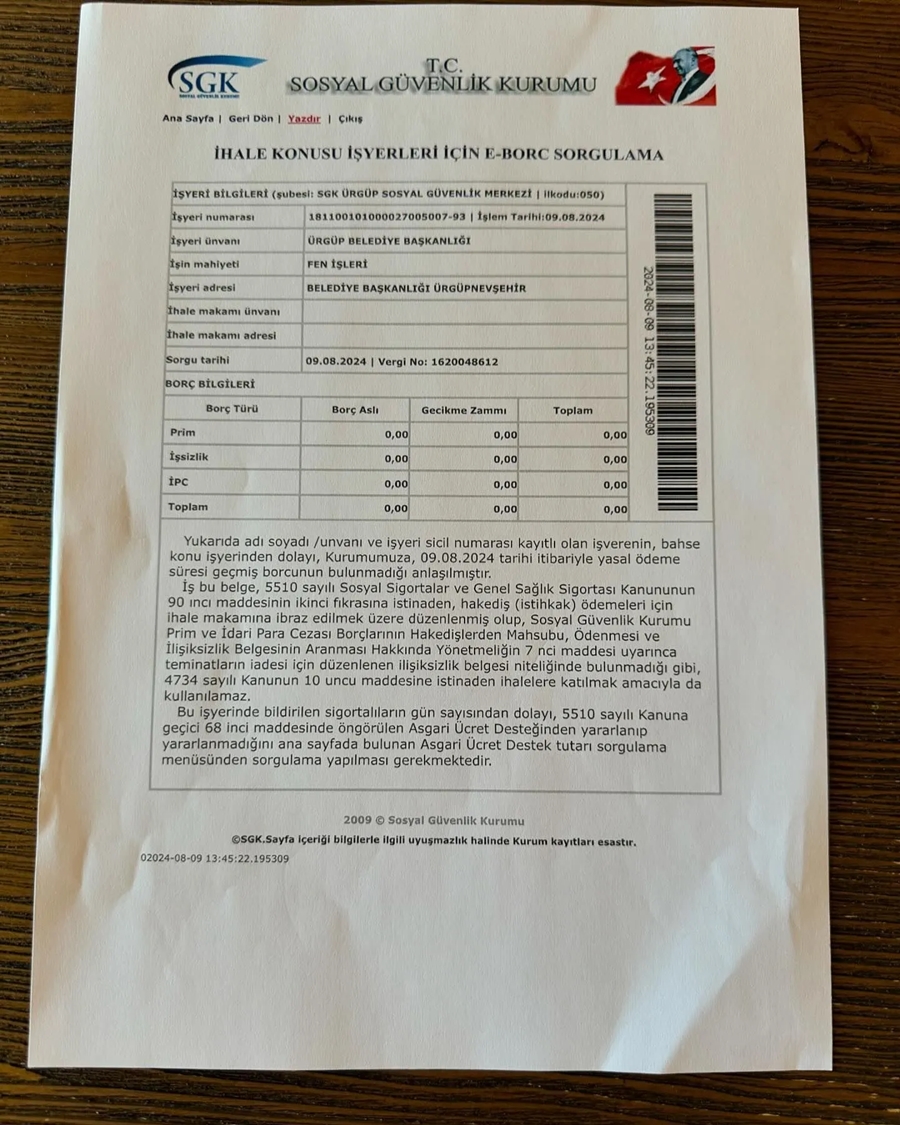 SGK
SOSYAL GÜVENLİK KURUMU
T.C.
SOSYAL GÜVENLİK KURUMU
Ana Sayfa | Geri Dön | Yazdır | Çıkış
İHALE KONUSU İŞYERLERİ İÇİN E-BORC SORGULAMA
İŞYERİ BİLGİLERİ (şubesi: SGK ÜRGÜP SOSYAL GÜVENLİK MERKEZİ | ilkodu:050)
İşyeri numarası 181100101000027005007-93 | İşlem Tarihi:09.08.2024
İşyeri ünvanı ÜRGÜP BELEDİYE BAŞKANLIĞI
İşin mahiyeti FEN İŞLERİ
İşyeri adresi BELEDİYE BAŞKANLIĞI ÜRGÜPNEVŞEHİR
İhale makamı ünvanı
İhale makamı adresi
Sorgu tarihi 09.08.2024 | Vergi No: 1620048612
BORÇ BİLGİLERİ
Borç Türü Borç Aslı Gecikme Zammı Toplam
Prim 0,00 0,00 0,00
İşsizlik 0,00 0,00 0,00
İPC 0,00 0,00 0,00
Toplam 0,00 0,00 0,00
2024-08-09 13:45:22.195309
Yukarıda adı soyadı /unvanı ve işyeri sicil numarası kayıtlı olan işverenin, bahse
konu işyerinden dolayı, Kurumumuza, 09.08.2024 tarihi itibariyle yasal ödeme
süresi geçmiş borcunun bulunmadığı anlaşılmıştır.
İş bu belge, 5510 sayılı Sosyal Sigortalar ve Genel Sağlık Sigortası Kanununun
90 ıncı maddesinin ikinci fıkrasına istinaden, hakediş (istihkak) ödemeleri için
ihale makamına ibraz edilmek üzere düzenlenmiş olup, Sosyal Güvenlik Kurumu
Prim ve İdari Para Cezası Borçlarının Hakedişlerden Mahsubu, Ödenmesi ve
İlişiksizlik Belgesinin Aranması Hakkında Yönetmeliğin 7 nci maddesi uyarınca
teminatların iadesi için düzenlenen ilişiksizlik belgesi niteliğinde bulunmadığı gibi,
4734 sayılı Kanunun 10 uncu maddesine istinaden ihalelere katılmak amacıyla da
kullanılamaz.
Bu işyerinde bildirilen sigortalıların gün sayısından dolayı, 5510 sayılı Kanuna
geçici 68 inci maddesinde öngörülen Asgari Ücret Desteğinden yararlanıp
yararlanmadığını ana sayfada bulunan Asgari Ücret Destek tutarı sorgulama
menüsünden sorgulama yapılması gerekmektedir.
2009 © Sosyal Güvenlik Kurumu
©SGK.Sayfa içeriği bilgilerle ilgili uyuşmazlık halinde Kurum kayıtları esastır.
02024-08-09 13:45:22.195309